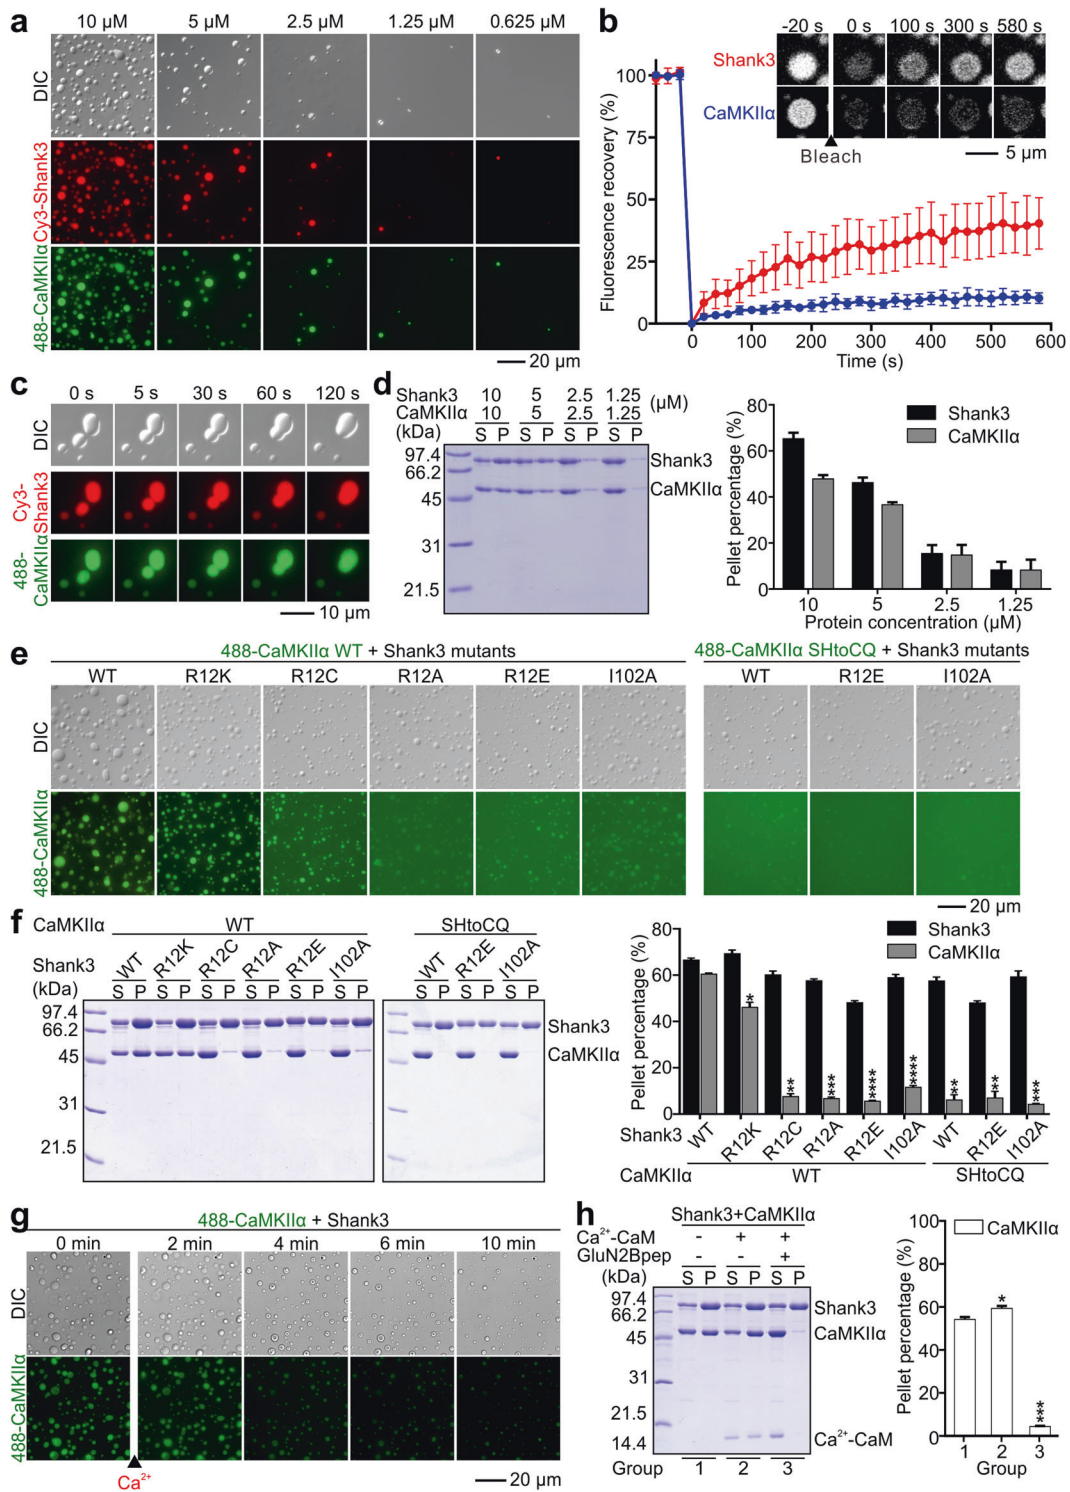 a
10 μM 5 μM 2.5 μM 1.25 μM 0.625 μM
DIC
Cy3-Shank3
488-CaMKIIα
20 μm
b
-20 s 0 s 100 s 300 s 580 s
Shank3
CaMKIIα
Bleach
5 μm
Fluorescence recovery (%)
100
75
50
25
0
0 100 200 300 400 500 600
Time (s)
c
0 s 5 s 30 s 60 s 120 s
DIC
Cy3-
Shank3
488-
CaMKIIα
10 μm
d
Shank3 10 5 2.5 1.25 (μM)
CaMKIIα 10 5 2.5 1.25
(kDa) S P S P S P S P
97.4
66.2
45
31
21.5
Shank3
CaMKIIα
Pellet percentage (%)
80
60
40
20
0
Shank3
CaMKIIα
10 5 2.5 1.25
Protein concentration (μM)
e
488-CaMKIIα WT + Shank3 mutants
488-CaMKIIα SHtoCQ + Shank3 mutants
WT R12K R12C R12A R12E I102A
WT R12E I102A
DIC
488-CaMKIIα
20 μm
f
CaMKIIα WT SHtoCQ
Shank3 WT R12K R12C R12A R12E I102A WT R12E I102A
(kDa) S P S P S P S P S P S P S P S P S P
97.4
66.2
45
31
21.5
Shank3
CaMKIIα
Pellet percentage (%)
80
60
40
20
0
Shank3
CaMKIIα
* ** *** **** **** ** ** ***
Shank3 WT R12K R12C R12A R12E I102A WT R12E I102A
CaMKIIα WT SHtoCQ
g
488-CaMKIIα + Shank3
0 min 2 min 4 min 6 min 10 min
DIC
488-CaMKIIα
Ca²⁺
20 μm
h
Shank3+CaMKIIα
Ca²⁺-CaM - + +
GluN2Bpep - - +
(kDa) S P S P S P
97.4
66.2
45
31
21.5
14.4
Shank3
CaMKIIα
Ca²⁺-CaM
Group 1 2 3
Pellet percentage (%)
100
80
60
40
20
0
CaMKIIα
* ***
1 2 3
Group